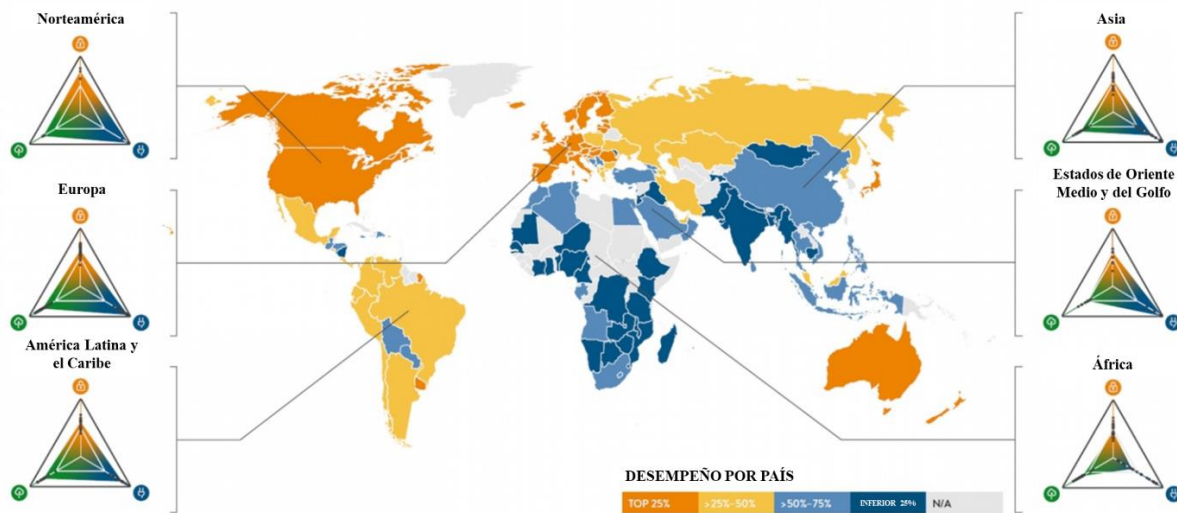 Norteamérica
Europa
América Latina y
el Caribe
Asia
Estados de Oriente
Medio y del Golfo
África
DESEMPEÑO POR PAÍS
TOP 25%
>25%-50%
>50%-75%
INFERIOR 25%
N/A